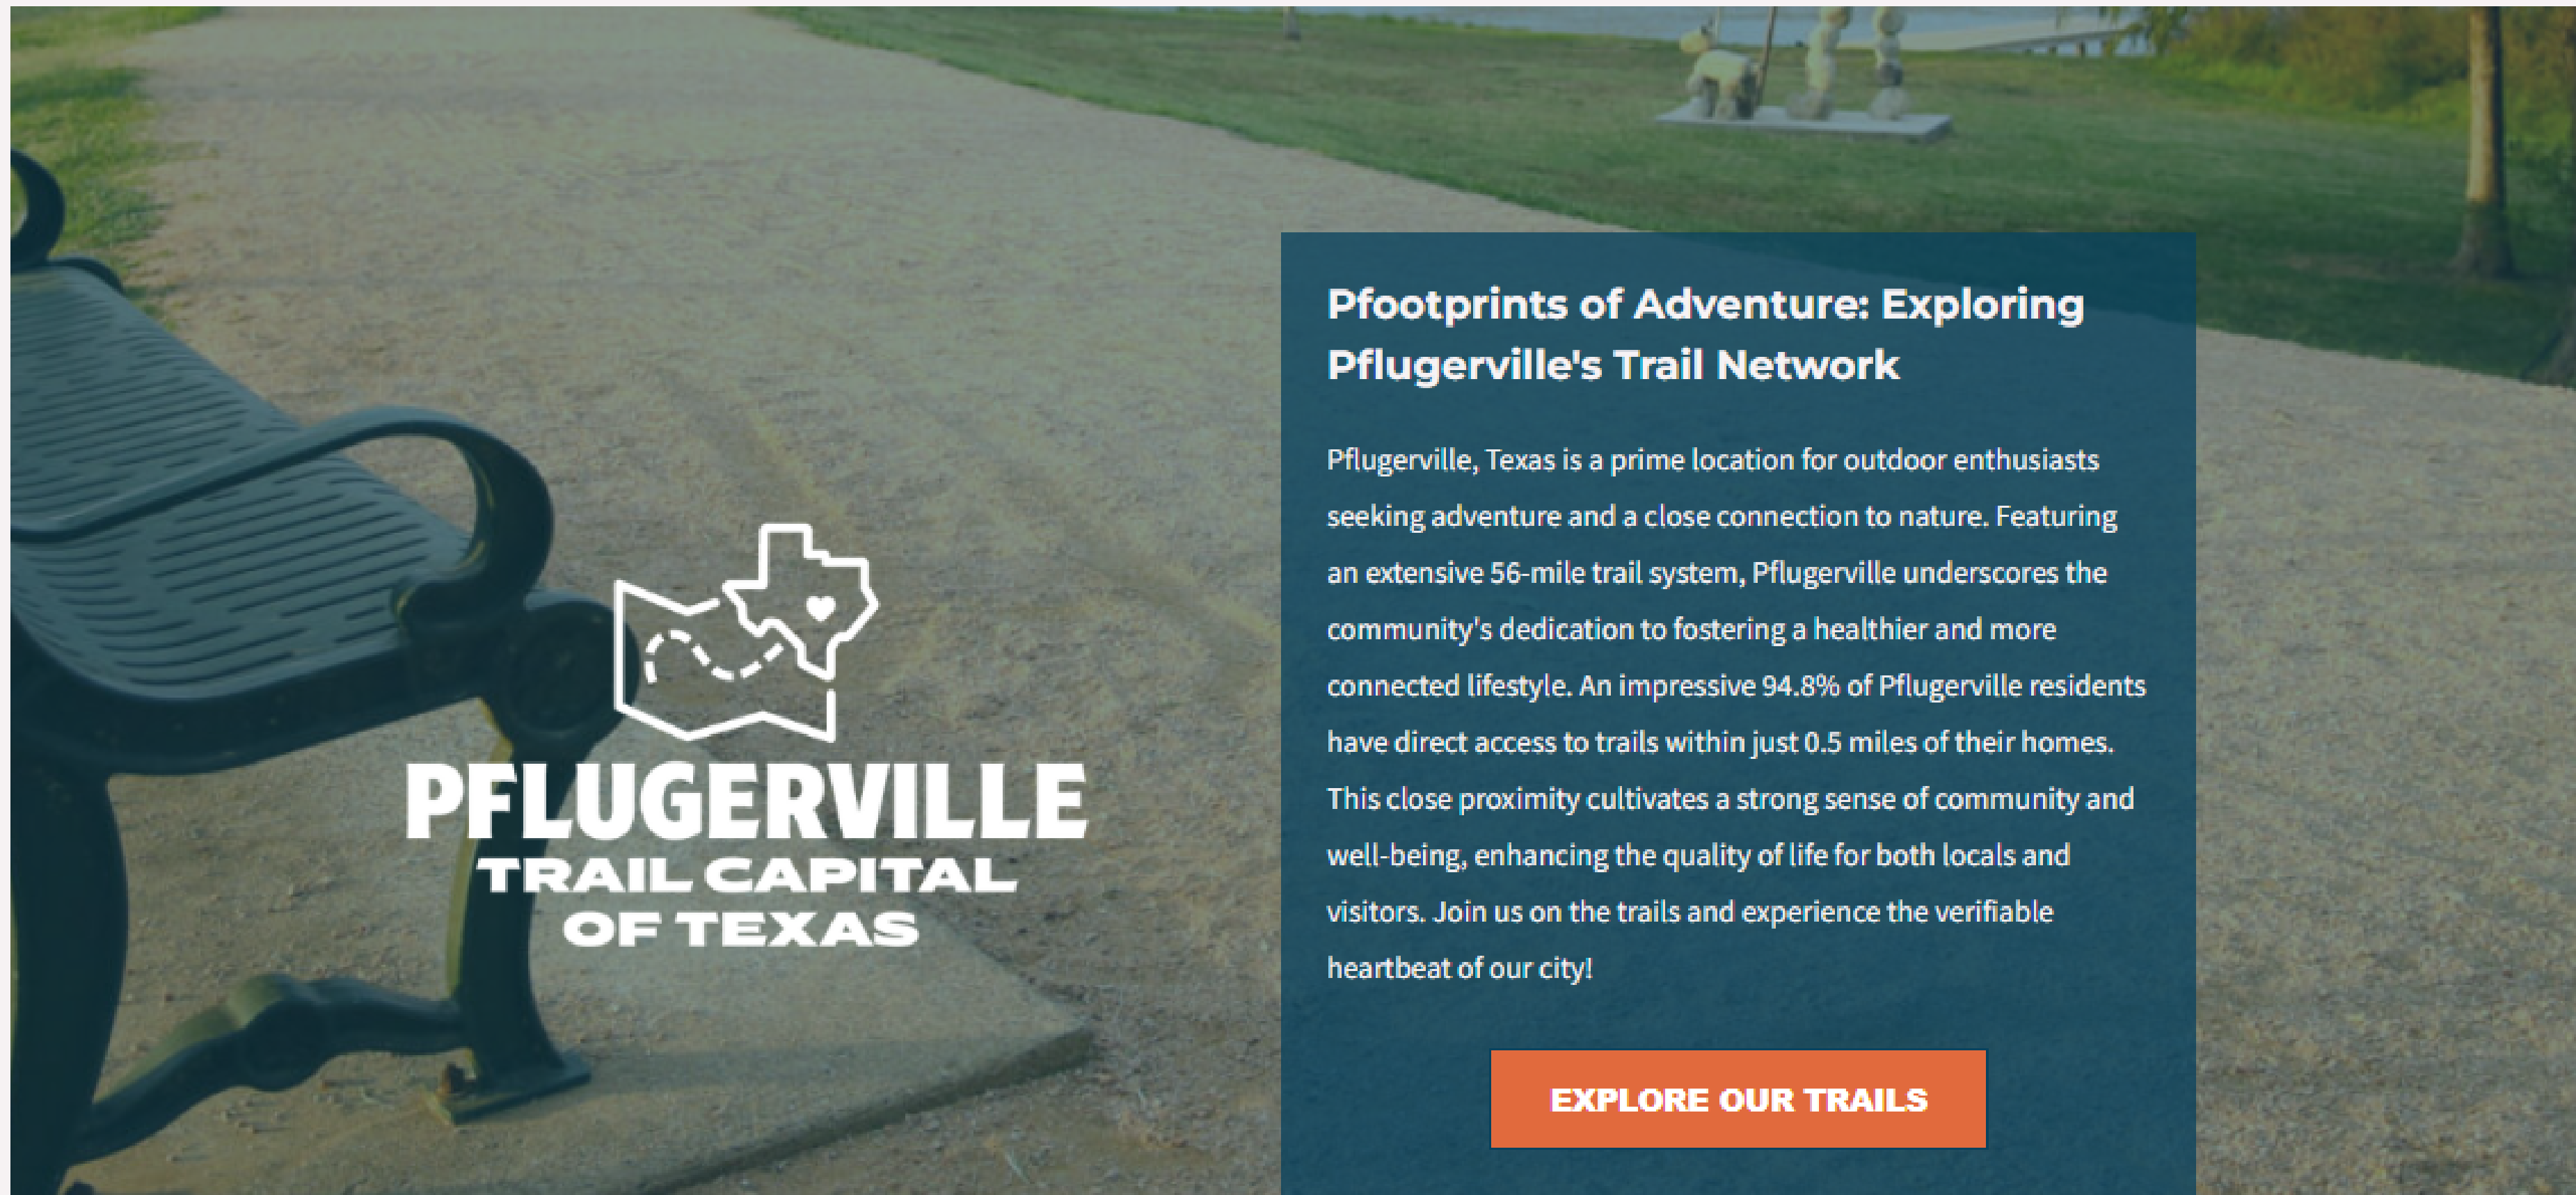 PFLUGERVILLE
TRAIL CAPITAL
OF TEXAS
Pfootprints of Adventure: Exploring
Pflugerville's Trail Network
Pflugerville, Texas is a prime location for outdoor enthusiasts
seeking adventure and a close connection to nature. Featuring
an extensive 56-mile trail system, Pflugerville underscores the
community's dedication to fostering a healthier and more
connected lifestyle. An impressive 94.8% of Pflugerville residents
have direct access to trails within just 0.5 miles of their homes.
This close proximity cultivates a strong sense of community and
well-being, enhancing the quality of life for both locals and
visitors. Join us on the trails and experience the verifiable
heartbeat of our city!
EXPLORE OUR TRAILS